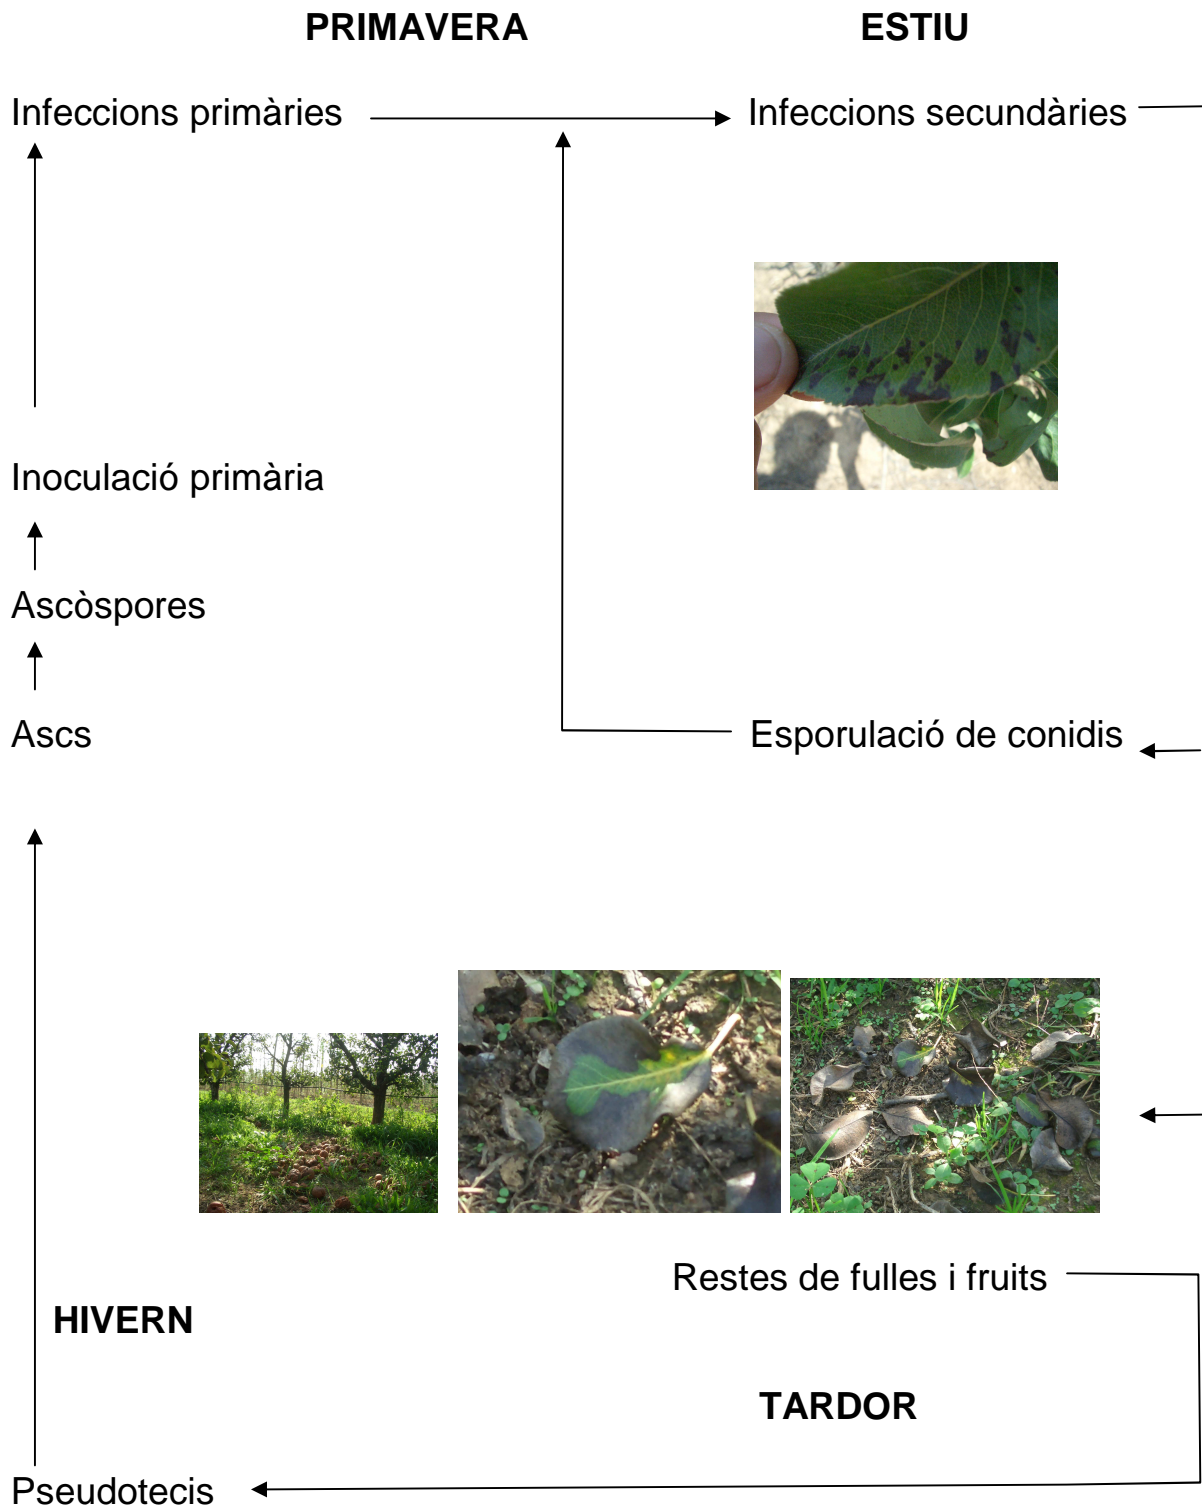 PRIMAVERA ESTIU
Infeccions primàries Infeccions secundàries
Inoculació primària
Ascòspores
Ascs Esporulació de conidis
Restes de fulles i fruits
HIVERN
TARDOR
Pseudotecis